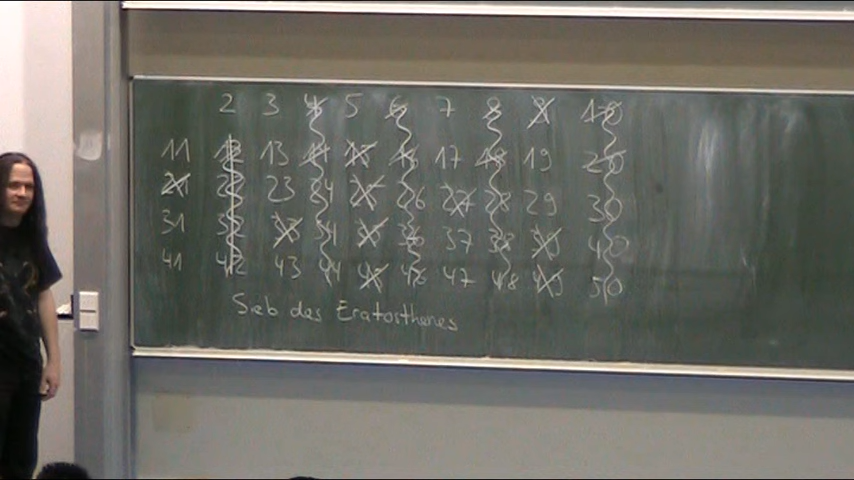 2 3 4 5 6 7 8 9 10
11 12 13 14 15 16 17 18 19 20
21 22 23 24 25 26 27 28 29 30
31 32 33 34 35 36 37 38 39 40
41 42 43 44 45 46 47 48 49 50
Sieb des Eratosthenes